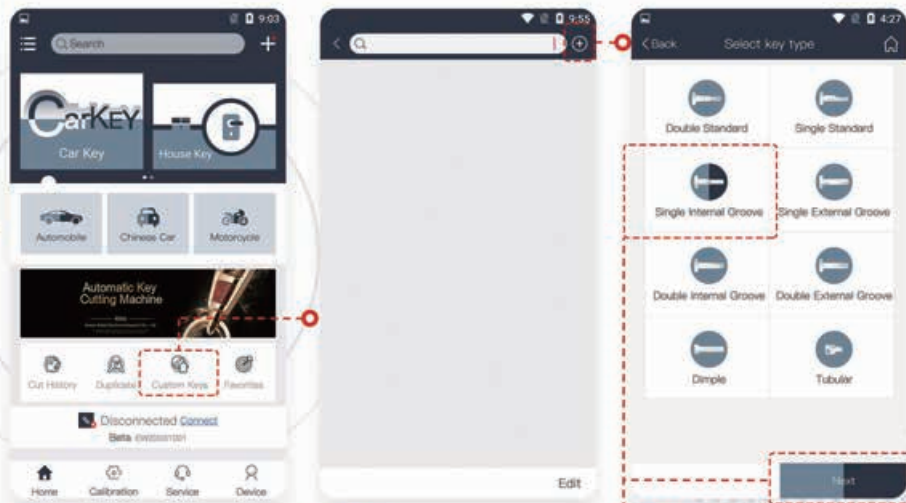 9:03
Search
CarKEY
Car Key
House Key
Automobile
Chinees Car
Motorcycle
Automatic Key
Cutting Machine
Cut History
Duplicate
Custom Keys
Favorites
Disconnected Connect
Beta
Home
Calibration
Service
Device
9:55
Edit
4:27
Back
Select key type
Double Standard
Single Standard
Single Internal Groove
Single External Groove
Double Internal Groove
Double External Groove
Dimple
Tubular
Next